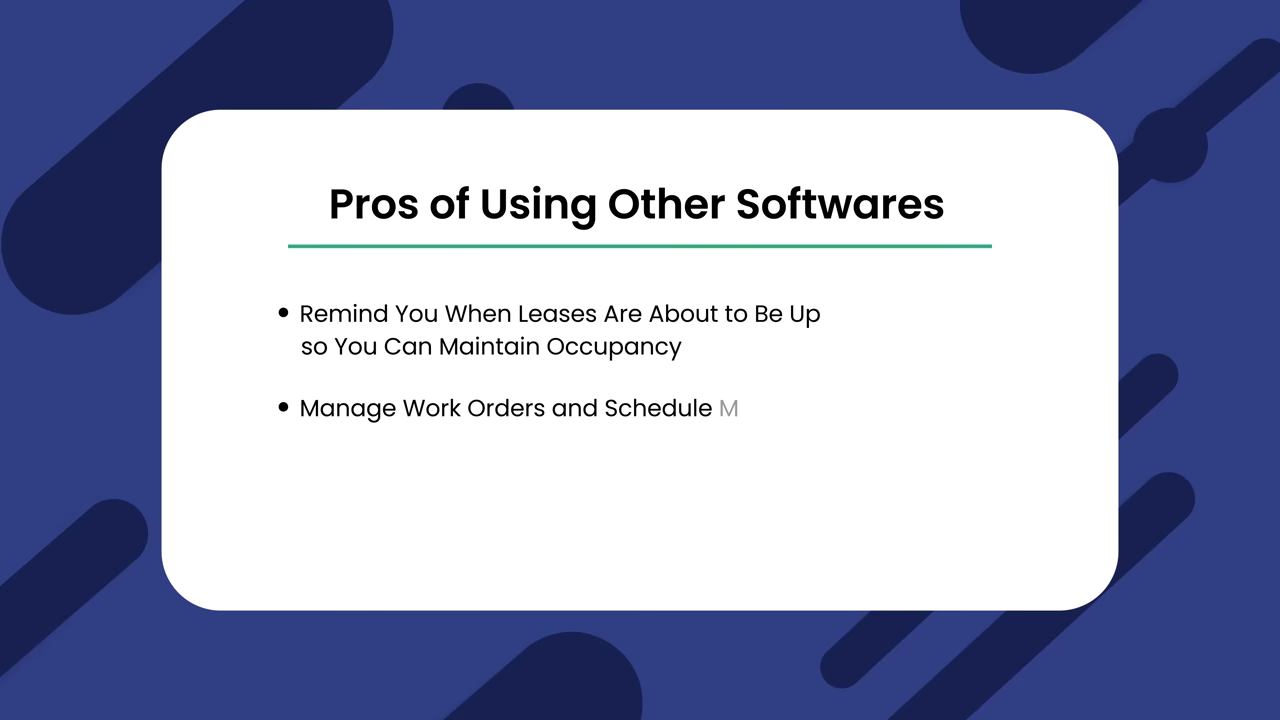 Pros of Using Other Softwares
• Remind You When Leases Are About to Be Up
so You Can Maintain Occupancy
• Manage Work Orders and Schedule M